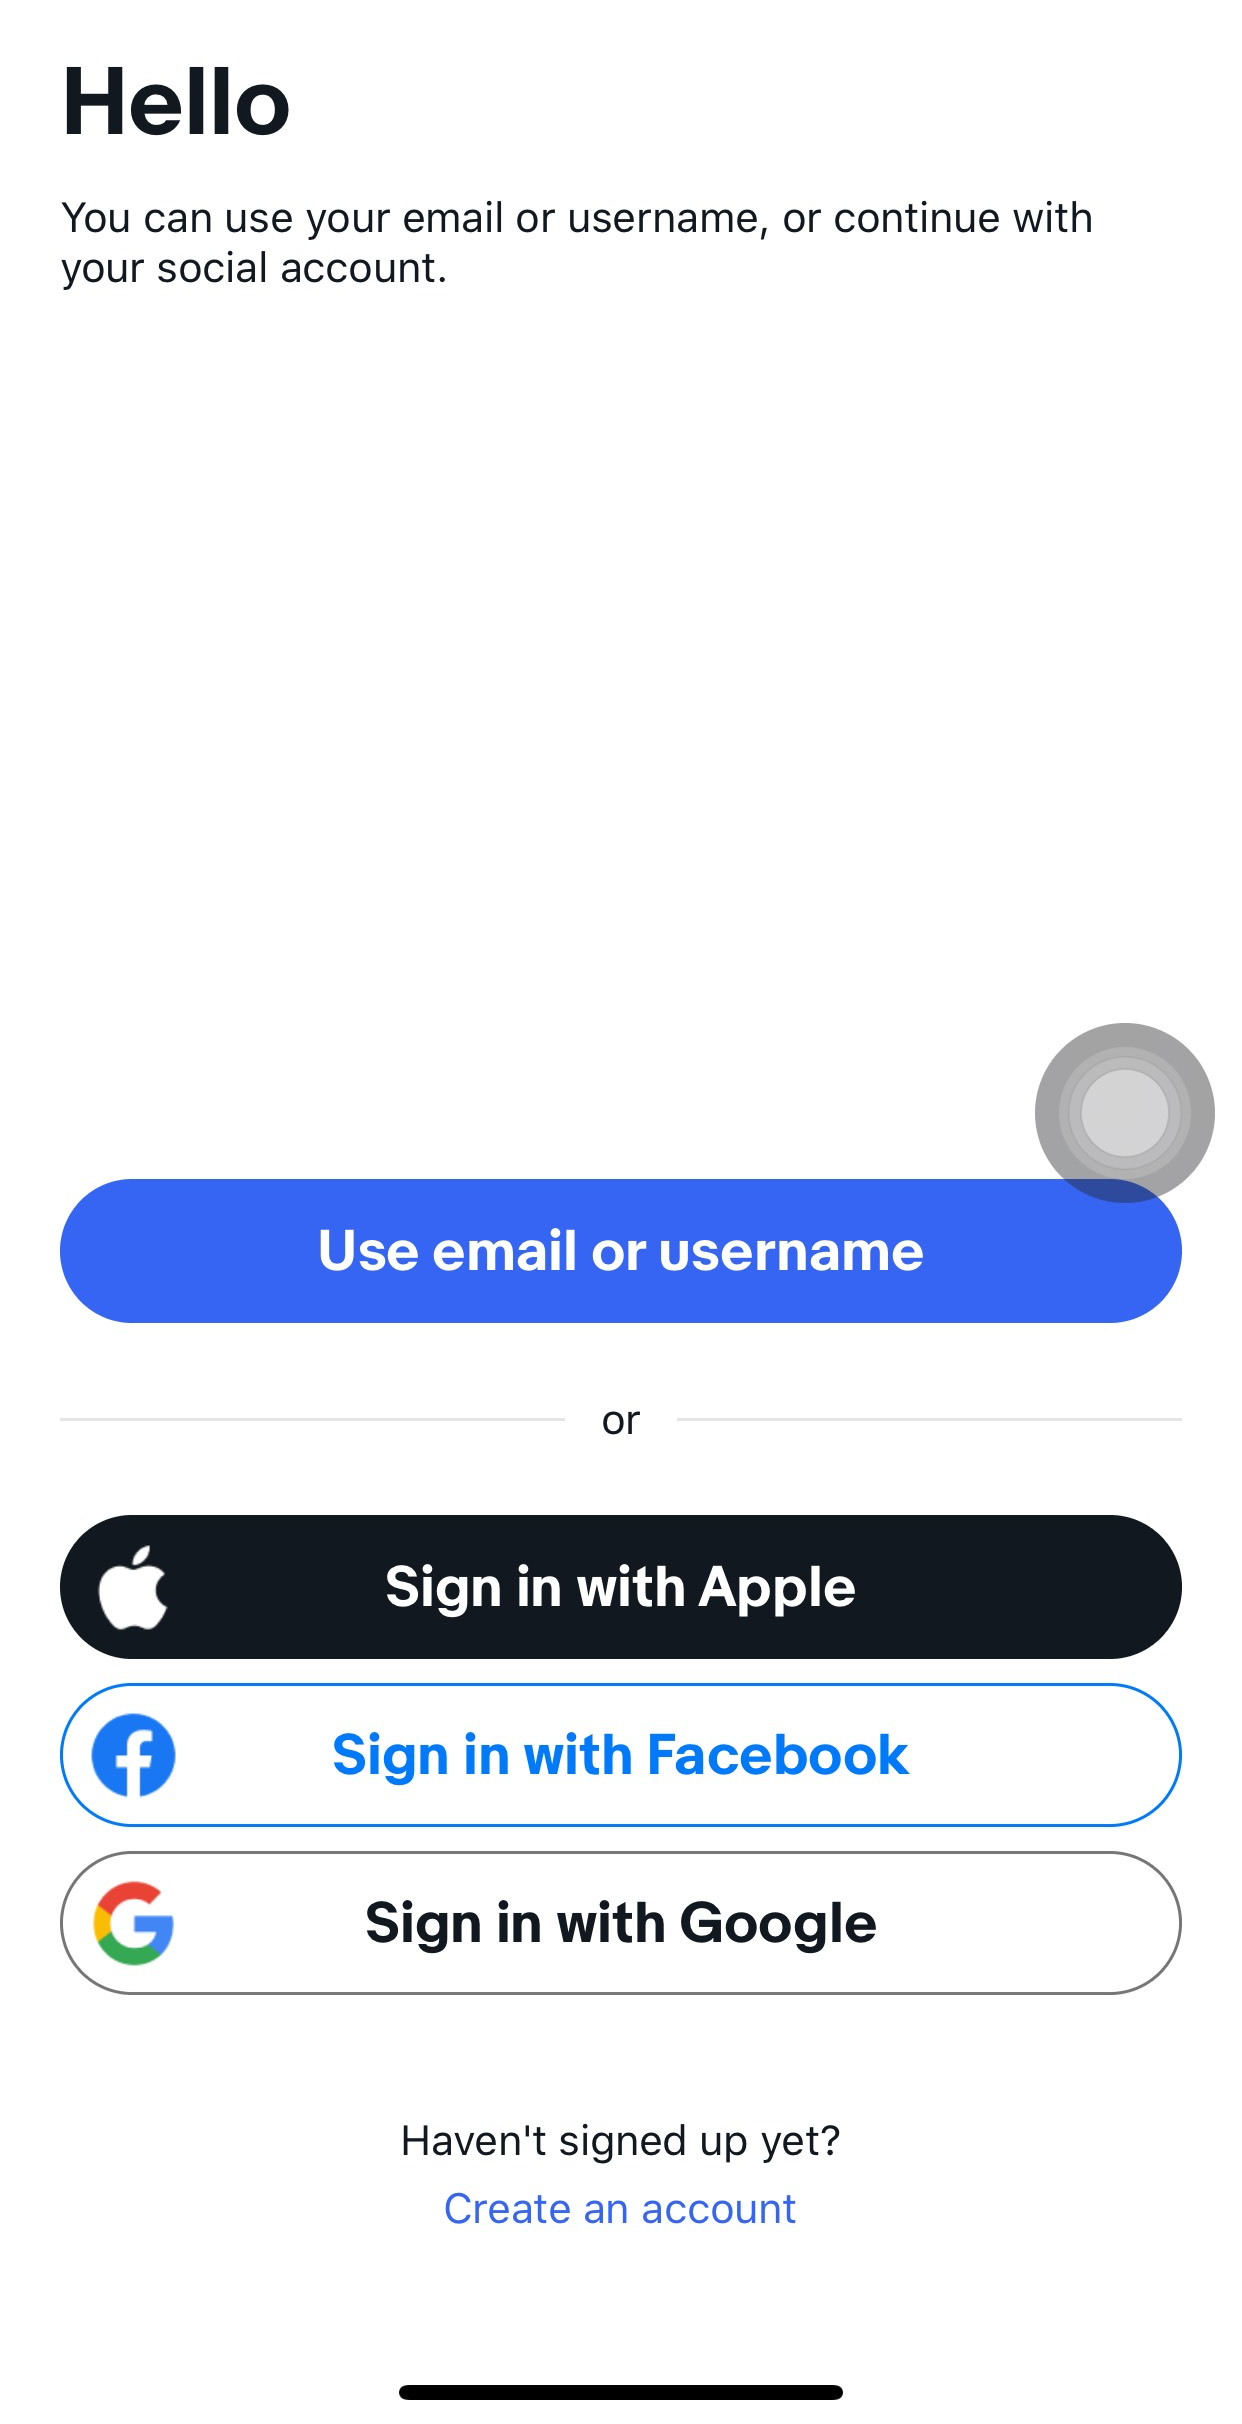 Hello
You can use your email or username, or continue with
your social account.
Use email or username
or
Sign in with Apple
Sign in with Facebook
Sign in with Google
Haven't signed up yet?
Create an account